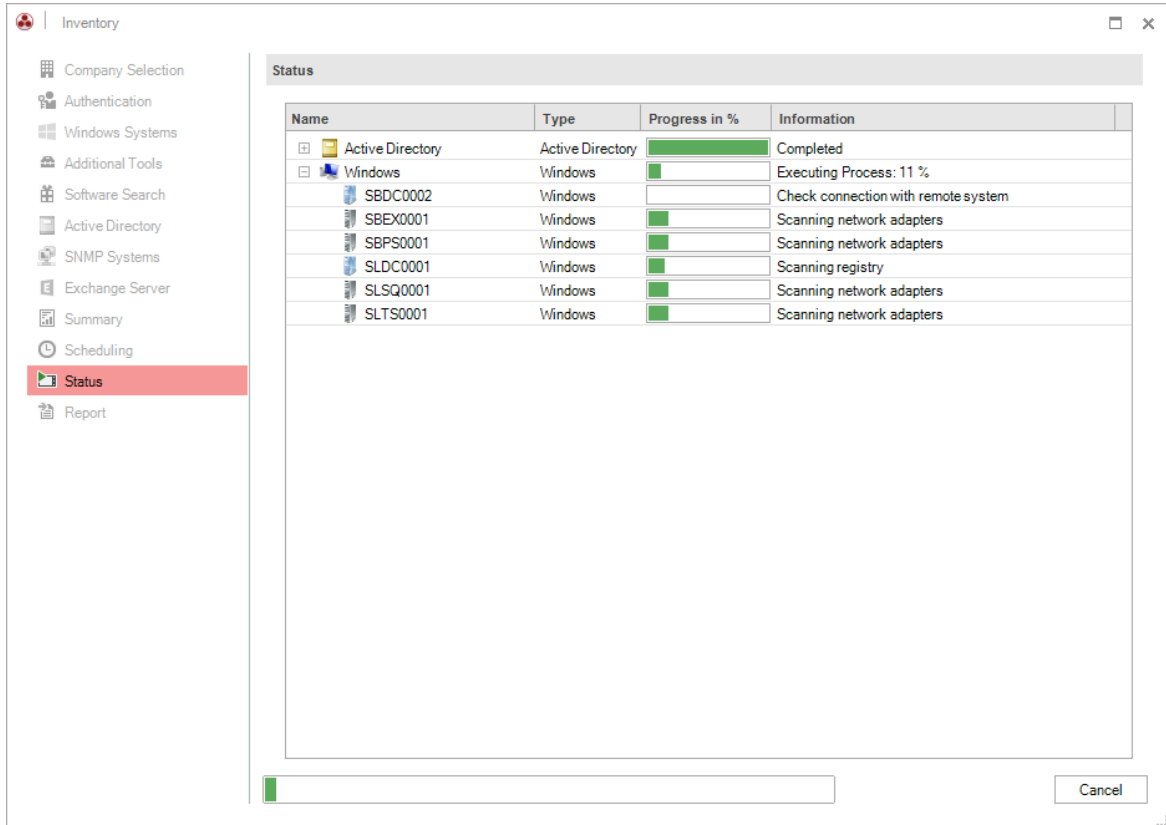 Inventory
Company Selection
Authentication
Windows Systems
Additional Tools
Software Search
Active Directory
SNMP Systems
Exchange Server
Summary
Scheduling
Status
Report
Status
Name Type Progress in % Information
Active Directory Active Directory Completed
Windows Windows Executing Process: 11 %
SBDC0002 Windows Check connection with remote system
SBEX0001 Windows Scanning network adapters
SBPS0001 Windows Scanning network adapters
SLDC0001 Windows Scanning registry
SLSQ0001 Windows Scanning network adapters
SLTS0001 Windows Scanning network adapters
Cancel